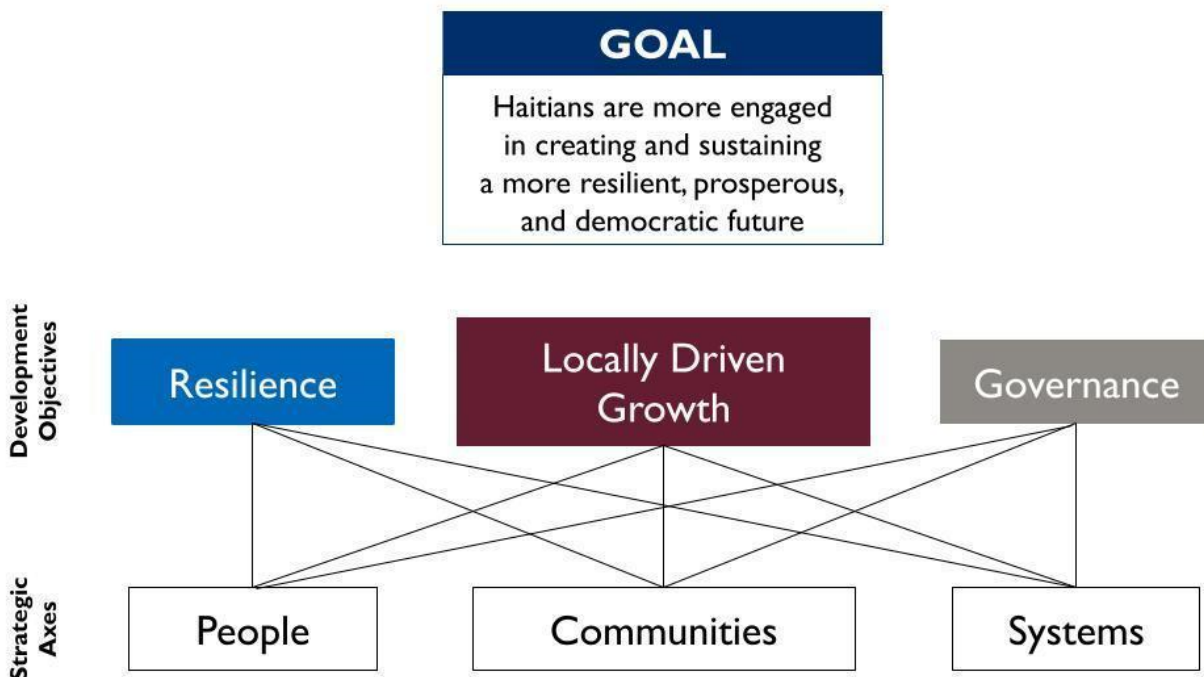 GOAL
Haitians are more engaged
in creating and sustaining
a more resilient, prosperous,
and democratic future
Development
Objectives
Resilience
Locally Driven
Growth
Governance
Strategic
Axes
People
Communities
Systems